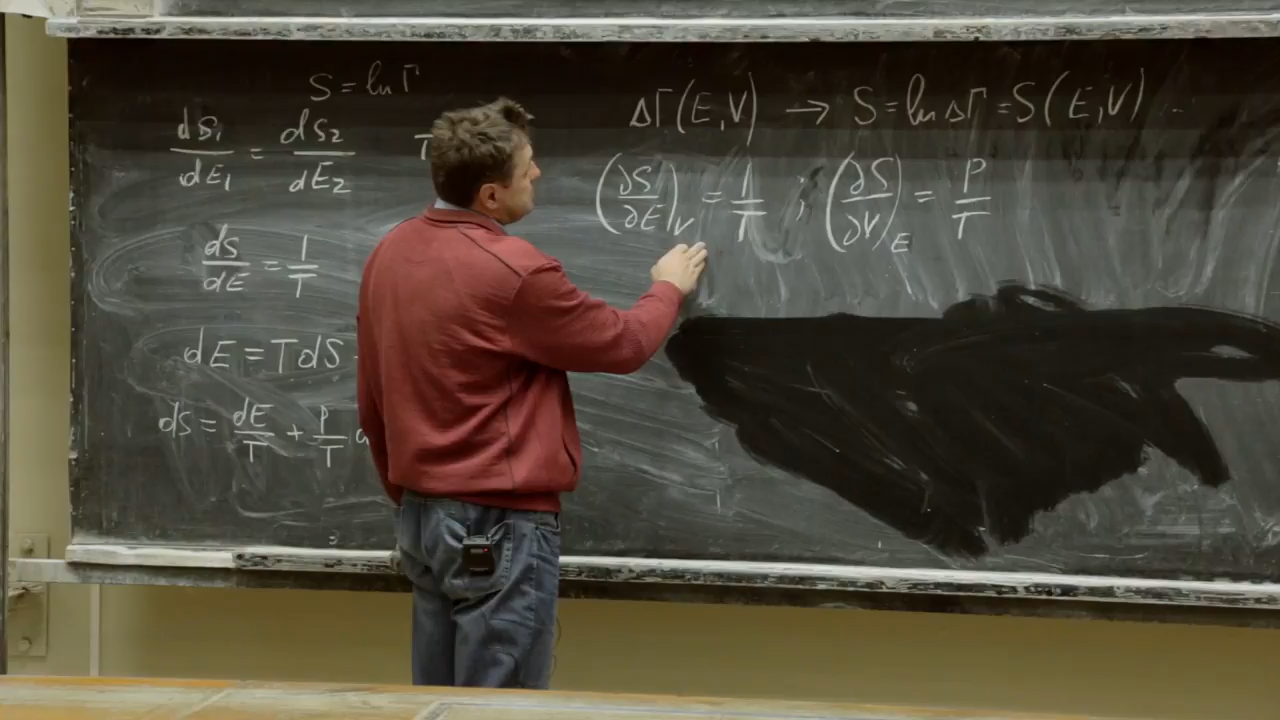 S = ln Γ
dS₁/dE₁ = dS₂/dE₂
dS/dE = 1/T
dE = TdS
dS = dE/T + P/T
ΔΓ(E,V) → S = ln ΔΓ = S(E,V)
(∂S/∂E)_V = 1/T ; (∂S/∂V)_E = P/T